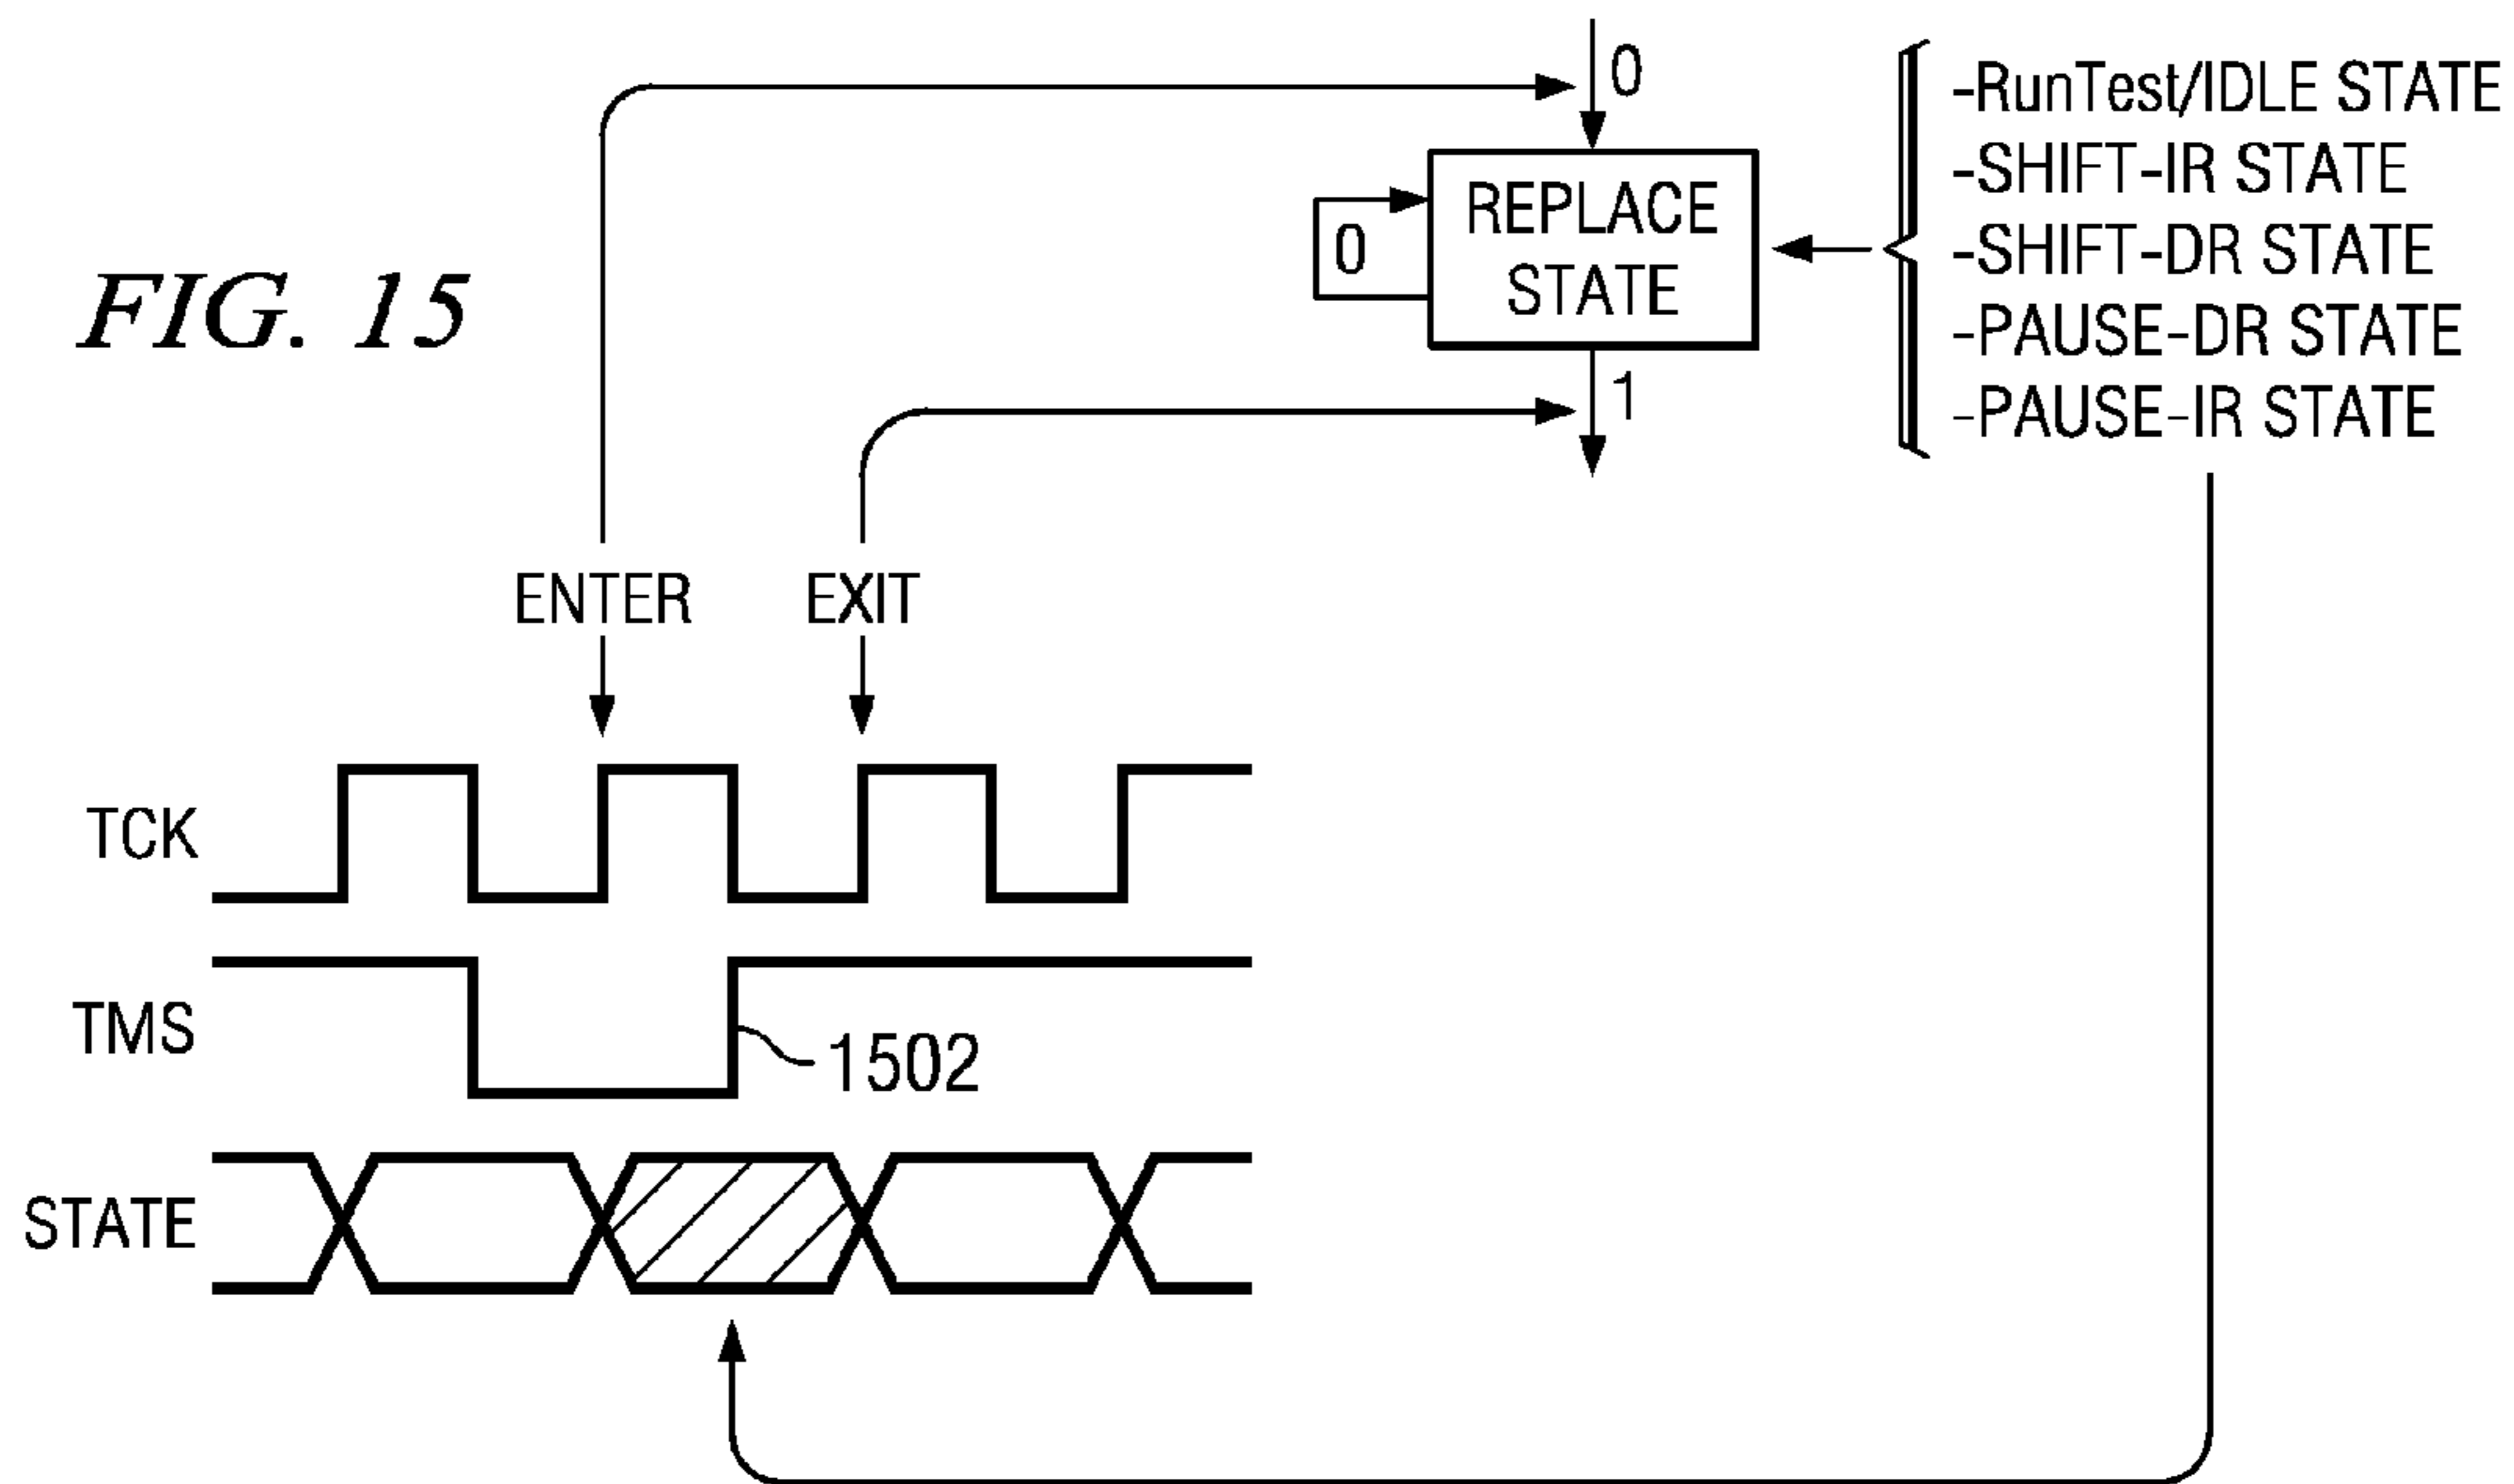 FIG. 15
0
REPLACE
STATE
0
1
-RunTest/IDLE STATE
-SHIFT-IR STATE
-SHIFT-DR STATE
-PAUSE-DR STATE
-PAUSE-IR STATE
ENTER
EXIT
TCK
TMS
1502
STATE